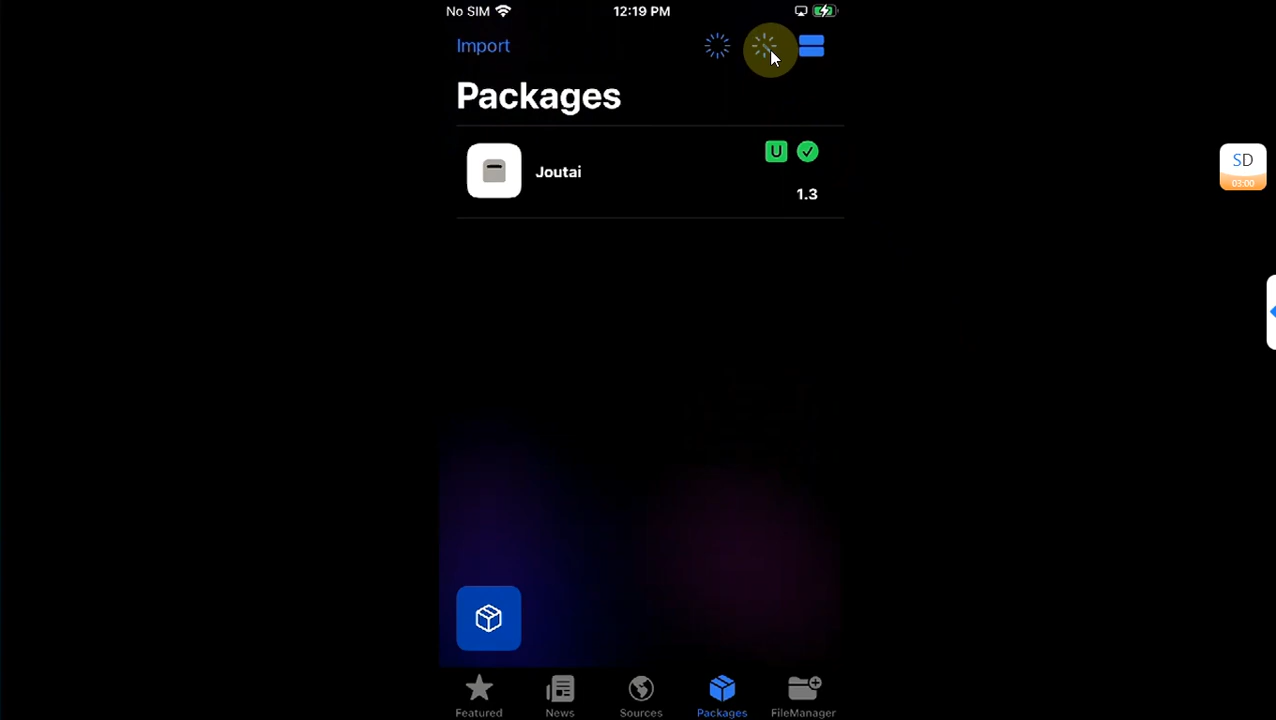 No SIM 12:19 PM
Import
Packages
U
Joutai
1.3
SD
03:00
Featured News Sources Packages FileManager